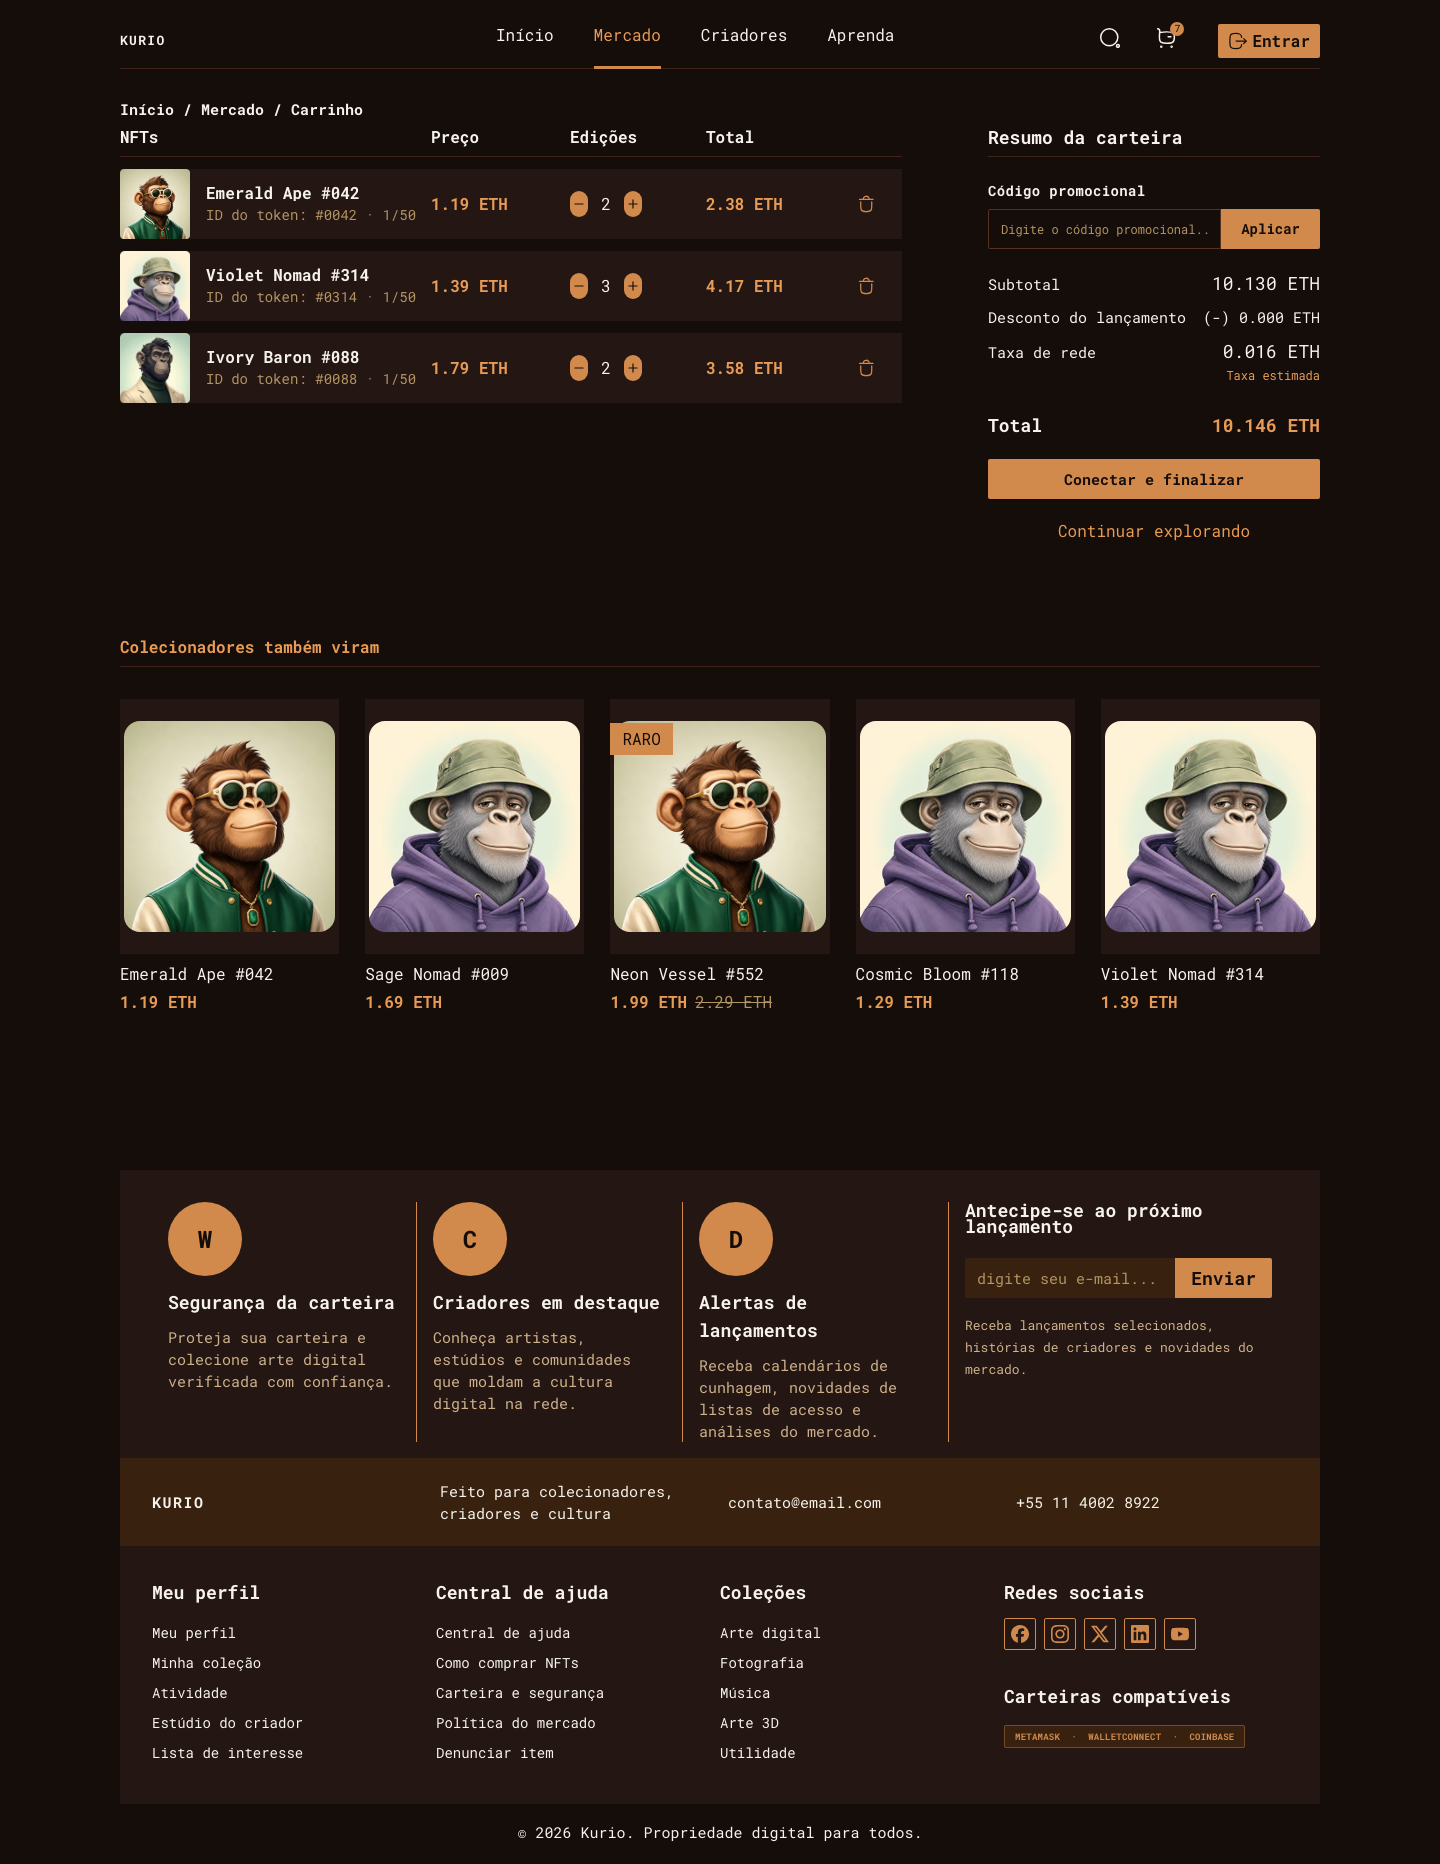 KURIO
Início Mercado Criadores Aprenda
7
Entrar
Início / Mercado / Carrinho
NFTs Preço Edições Total
Emerald Ape #042
ID do token: #0042 · 1/50
1.19 ETH
2
2.38 ETH
Violet Nomad #314
ID do token: #0314 · 1/50
1.39 ETH
3
4.17 ETH
Ivory Baron #088
ID do token: #0088 · 1/50
1.79 ETH
2
3.58 ETH
Resumo da carteira
Código promocional
Digite o código promocional..
Aplicar
Subtotal 10.130 ETH
Desconto do lançamento (-) 0.000 ETH
Taxa de rede 0.016 ETH
Taxa estimada
Total 10.146 ETH
Conectar e finalizar
Continuar explorando
Colecionadores também viram
RARO
Emerald Ape #042
1.19 ETH
Sage Nomad #009
1.69 ETH
Neon Vessel #552
1.99 ETH 2.29 ETH
Cosmic Bloom #118
1.29 ETH
Violet Nomad #314
1.39 ETH
W
Segurança da carteira
Proteja sua carteira e
colecione arte digital
verificada com confiança.
C
Criadores em destaque
Conheça artistas,
estúdios e comunidades
que moldam a cultura
digital na rede.
D
Alertas de
lançamentos
Receba calendários de
cunhagem, novidades de
listas de acesso e
análises do mercado.
Antecipe-se ao próximo
lançamento
digite seu e-mail...
Enviar
Receba lançamentos selecionados,
histórias de criadores e novidades do
mercado.
KURIO
Feito para colecionadores,
criadores e cultura
contato@email.com
+55 11 4002 8922
Meu perfil
Meu perfil
Minha coleção
Atividade
Estúdio do criador
Lista de interesse
Central de ajuda
Central de ajuda
Como comprar NFTs
Carteira e segurança
Política do mercado
Denunciar item
Coleções
Arte digital
Fotografia
Música
Arte 3D
Utilidade
Redes sociais
Carteiras compatíveis
METAMASK · WALLETCONNECT · COINBASE
© 2026 Kurio. Propriedade digital para todos.